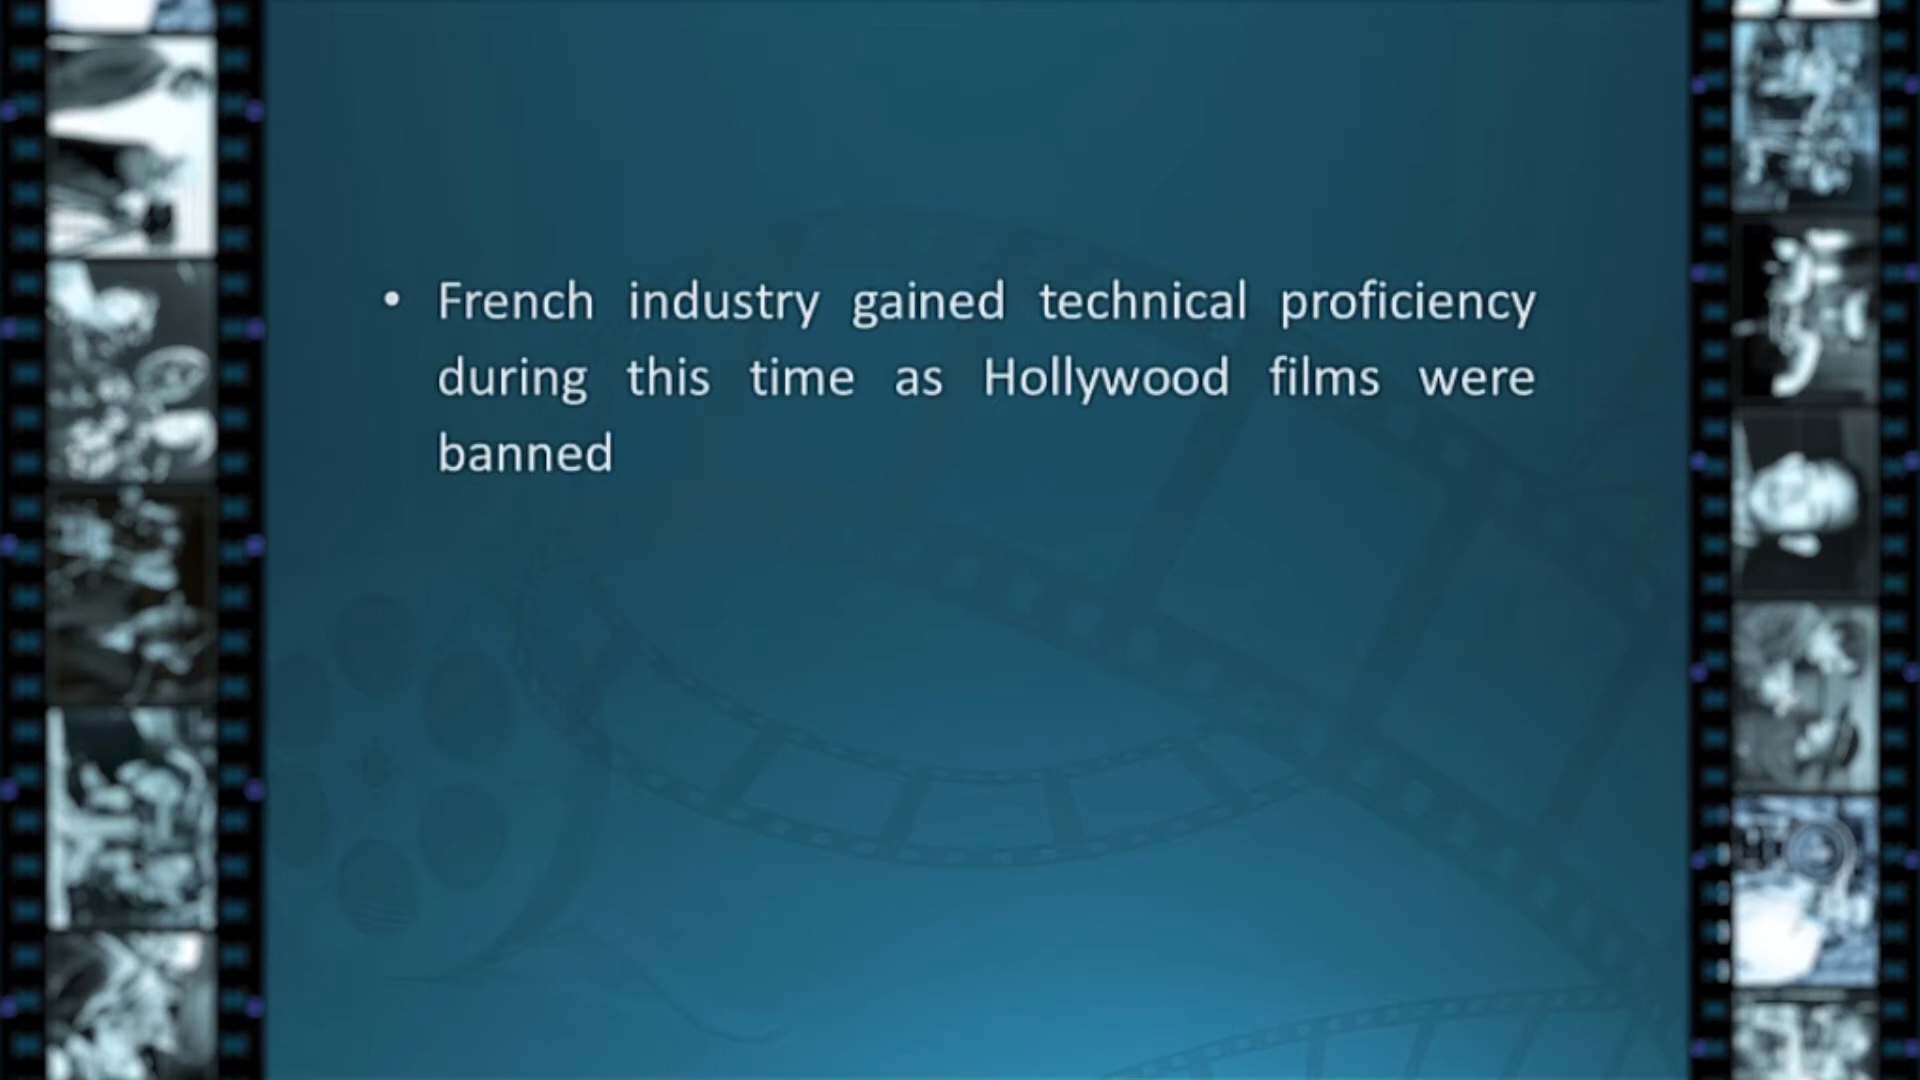 • French industry gained technical proficiency
during this time as Hollywood films were
banned